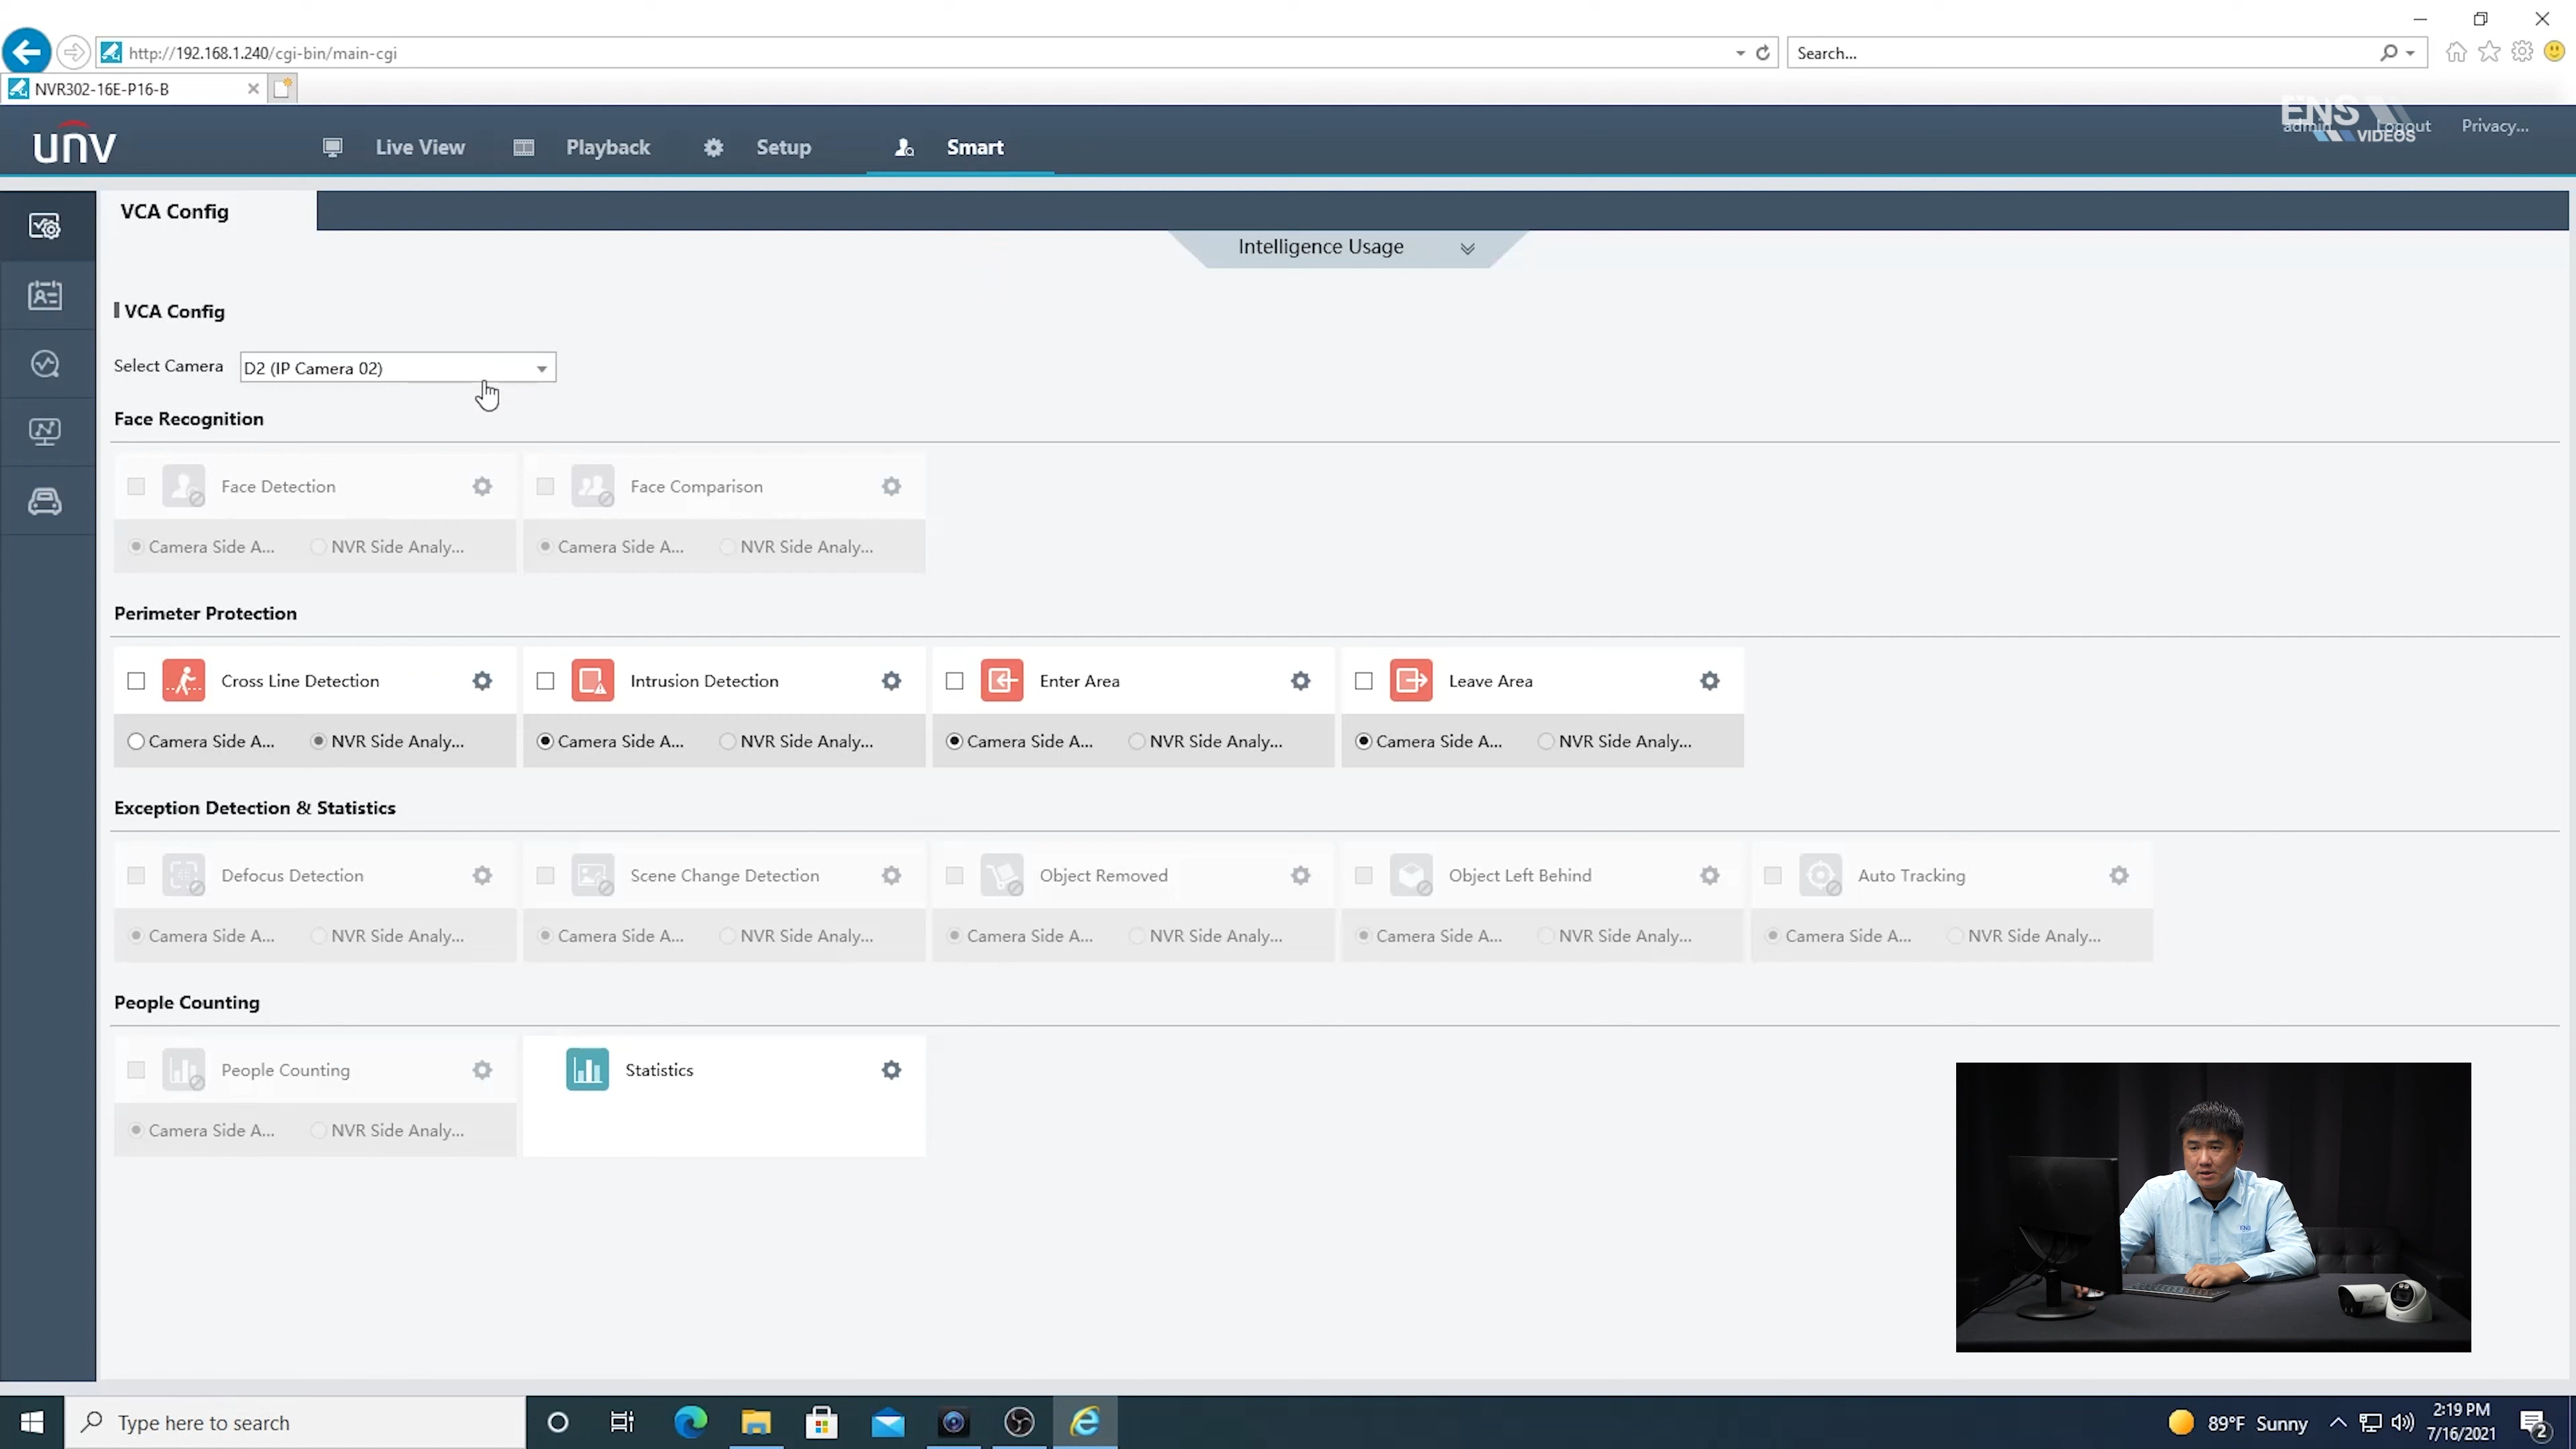 http://192.168.1.240/cgi-bin/main-cgi
Search...
NVR302-16E-P16-B
unv
Live View
Playback
Setup
Smart
ENS
VIDEOS
admin
Logout
Privacy...
VCA Config
Intelligence Usage
VCA Config
Select Camera
D2 (IP Camera 02)
Face Recognition
Face Detection
Face Comparison
Camera Side A...
NVR Side Analy...
Camera Side A...
NVR Side Analy...
Perimeter Protection
Cross Line Detection
Intrusion Detection
Enter Area
Leave Area
Camera Side A...
NVR Side Analy...
Camera Side A...
NVR Side Analy...
Camera Side A...
NVR Side Analy...
Camera Side A...
NVR Side Analy...
Exception Detection & Statistics
Defocus Detection
Scene Change Detection
Object Removed
Object Left Behind
Auto Tracking
Camera Side A...
NVR Side Analy...
Camera Side A...
NVR Side Analy...
Camera Side A...
NVR Side Analy...
Camera Side A...
NVR Side Analy...
Camera Side A...
NVR Side Analy...
People Counting
People Counting
Statistics
Camera Side A...
NVR Side Analy...
ENS
Type here to search
89°F Sunny
2:19 PM
7/16/2021
2